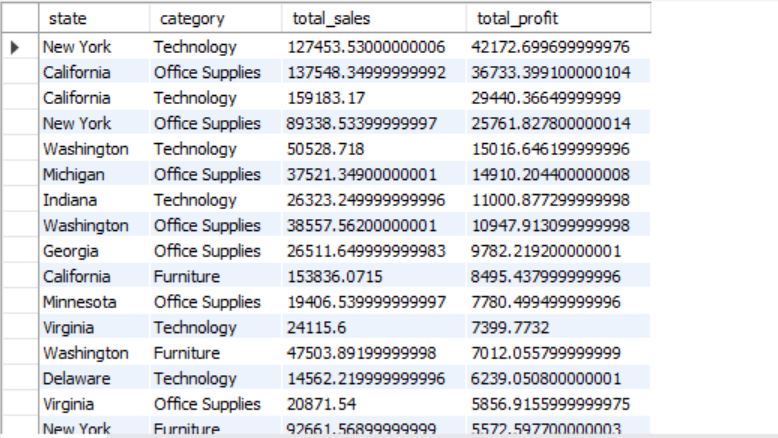 state category total_sales total_profit
New York Technology 127453.53000000006 42172.699699999976
California Office Supplies 137548.34999999992 36733.399100000104
California Technology 159183.17 29440.36649999999
New York Office Supplies 89338.53399999997 25761.827800000014
Washington Technology 50528.718 15016.646199999996
Michigan Office Supplies 37521.34900000001 14910.204400000008
Indiana Technology 26323.249999999996 11000.877299999998
Washington Office Supplies 38557.56200000001 10947.913099999998
Georgia Office Supplies 26511.649999999983 9782.219200000001
California Furniture 153836.0715 8495.437999999996
Minnesota Office Supplies 19406.539999999997 7780.499499999996
Virginia Technology 24115.6 7399.7732
Washington Furniture 47503.89199999998 7012.055799999999
Delaware Technology 14562.219999999996 6239.050800000001
Virginia Office Supplies 20871.54 5856.9155999999975
New York Furniture 92661.56899999999 5572.597700000003